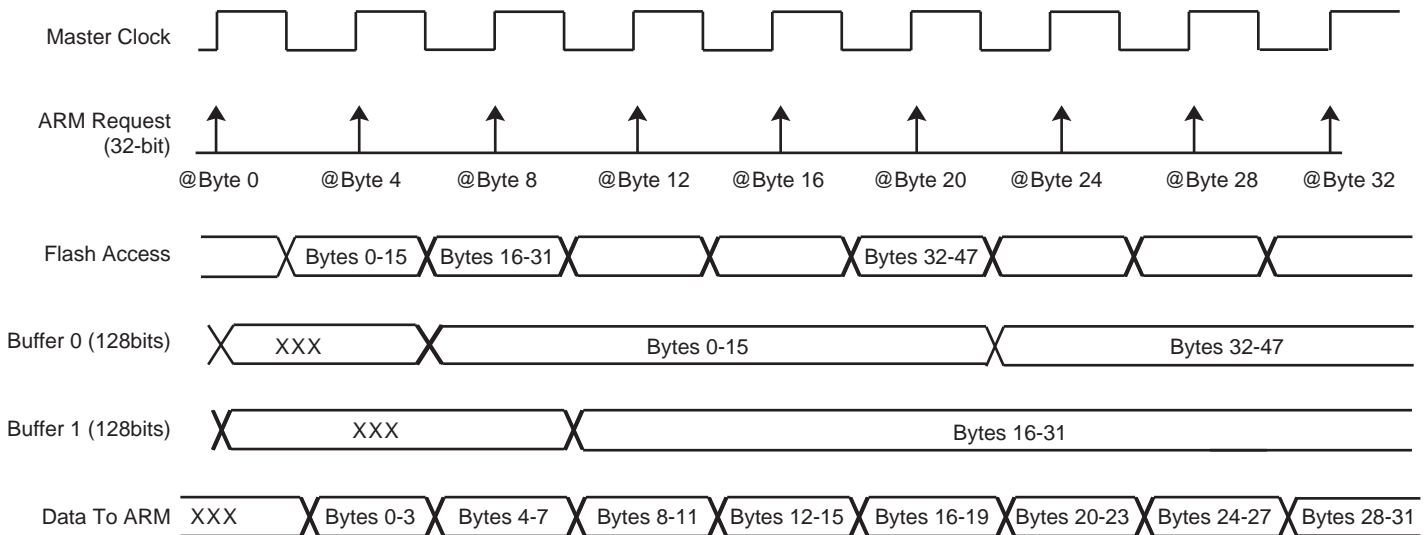 Master Clock
ARM Request
(32-bit)
@Byte 0 @Byte 4 @Byte 8 @Byte 12 @Byte 16 @Byte 20 @Byte 24 @Byte 28 @Byte 32
Flash Access Bytes 0-15 Bytes 16-31 Bytes 32-47
Buffer 0 (128bits) XXX Bytes 0-15 Bytes 32-47
Buffer 1 (128bits) XXX Bytes 16-31
Data To ARM XXX Bytes 0-3 Bytes 4-7 Bytes 8-11 Bytes 12-15 Bytes 16-19 Bytes 20-23 Bytes 24-27 Bytes 28-31